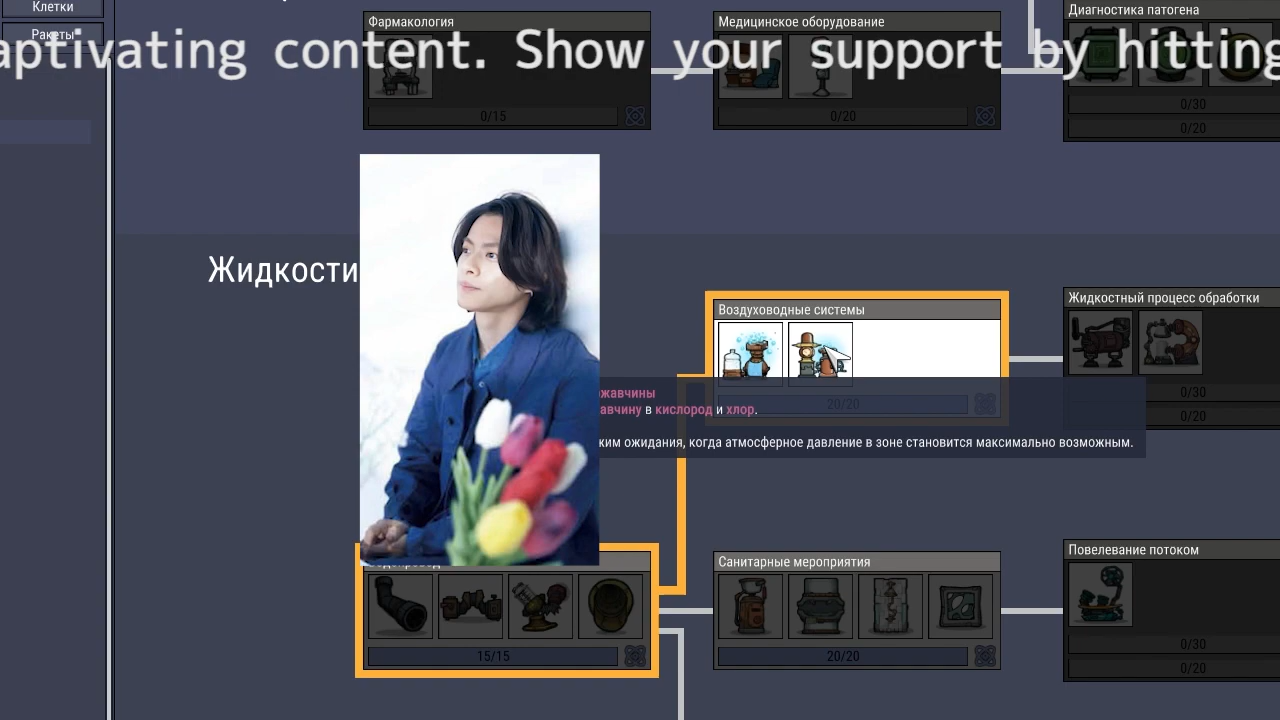 Клетки
Ракеты
aptivating content. Show your support by hitting
Фармакология
0/15
Медицинское оборудование
0/20
Диагностика патогена
0/30
0/20
Жидкости
Воздуховодные системы
20/20
Жидкостный процесс обработки
0/30
0/20
жавчины
авчину в кислород и хлор.
ким ожидания, когда атмосферное давление в зоне становится максимально возможным.
15/15
Санитарные мероприятия
20/20
Повелевание потоком
0/30
0/20